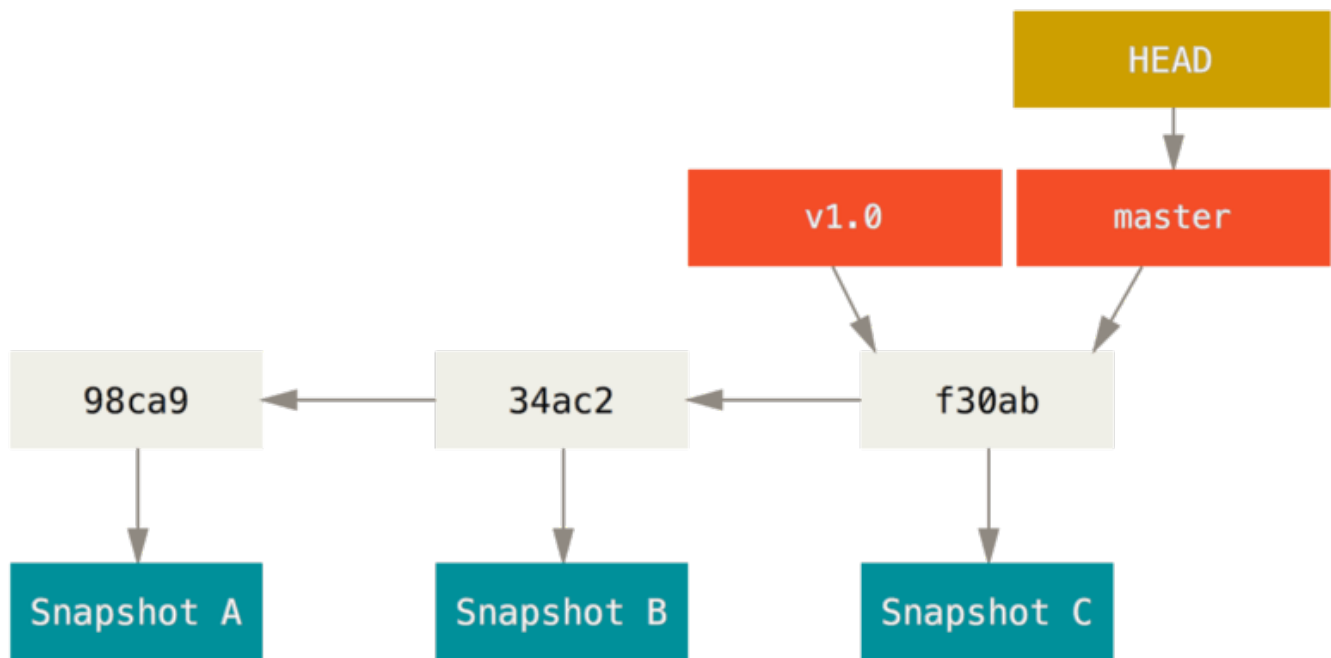 HEAD
v1.0
master
98ca9
34ac2
f30ab
Snapshot A
Snapshot B
Snapshot C